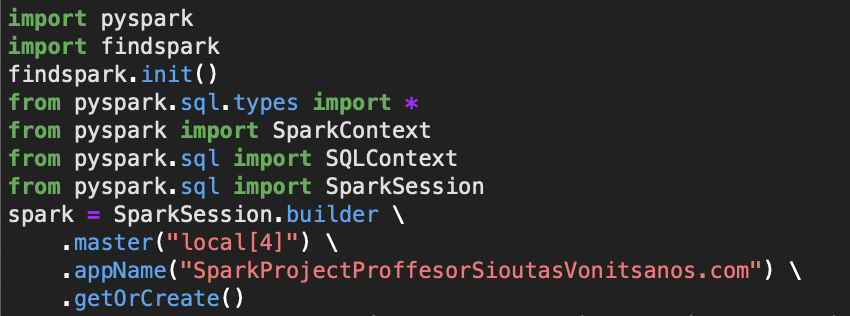 import pyspark
import findspark
findspark.init()
from pyspark.sql.types import *
from pyspark import SparkContext
from pyspark.sql import SQLContext
from pyspark.sql import SparkSession
spark = SparkSession.builder \
    .master("local[4]") \
    .appName("SparkProjectProffesorSioutasVonitsanos.com") \
    .getOrCreate()